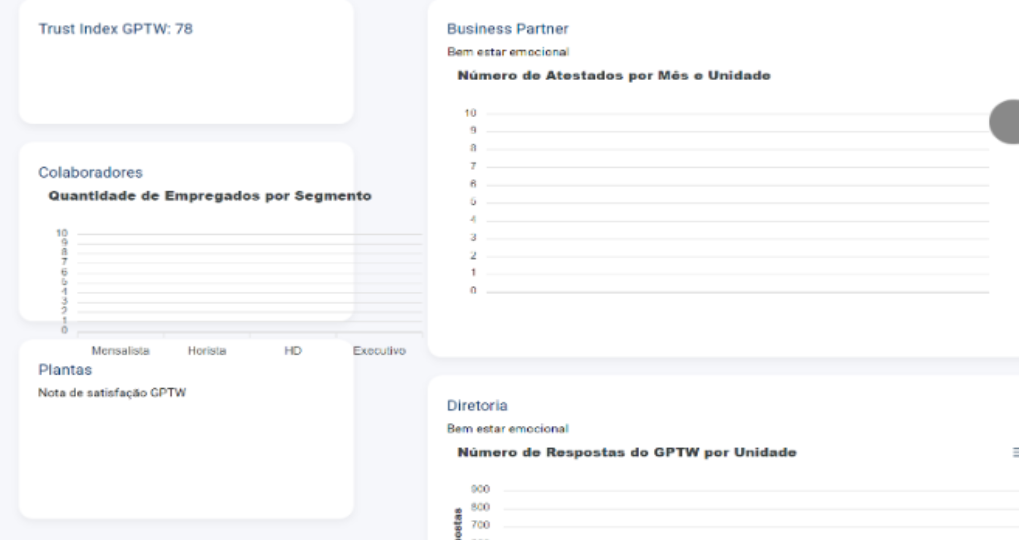 Trust Index GPTW: 78
Colaboradores
Quantidade de Empregados por Segmento
10
9
8
7
6
5
4
3
2
1
0
Mensalista Horista HD Executivo
Plantas
Nota de satisfação GPTW
Business Partner
Bem estar emocional
Número de Atestados por Mês e Unidade
10
9
8
7
6
5
4
3
2
1
0
Diretoria
Bem estar emocional
Número de Respostas do GPTW por Unidade
900
800
700